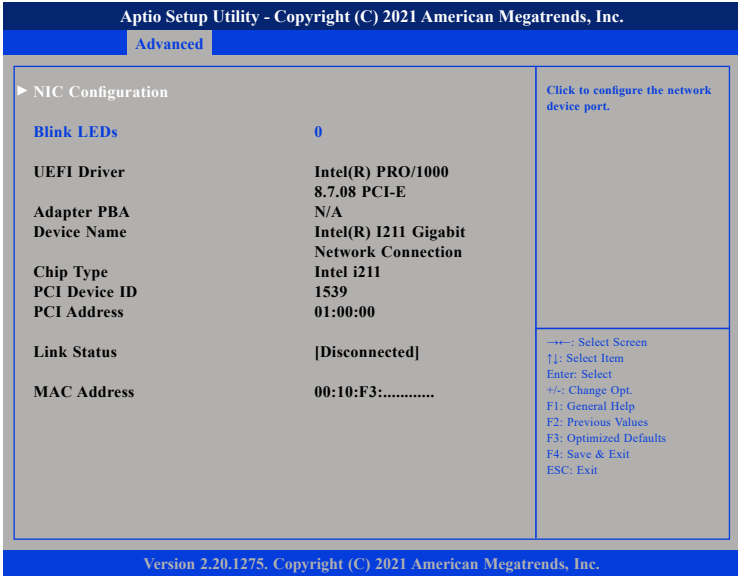 Aptio Setup Utility - Copyright (C) 2021 American Megatrends, Inc.
Advanced
► NIC Configuration
Blink LEDs 0
UEFI Driver Intel(R) PRO/1000
8.7.08 PCI-E
Adapter PBA N/A
Device Name Intel(R) I211 Gigabit
Network Connection
Chip Type Intel i211
PCI Device ID 1539
PCI Address 01:00:00
Link Status [Disconnected]
MAC Address 00:10:F3:............
Click to configure the network
device port.
→←: Select Screen
↑↓: Select Item
Enter: Select
+/-: Change Opt.
F1: General Help
F2: Previous Values
F3: Optimized Defaults
F4: Save & Exit
ESC: Exit
Version 2.20.1275. Copyright (C) 2021 American Megatrends, Inc.